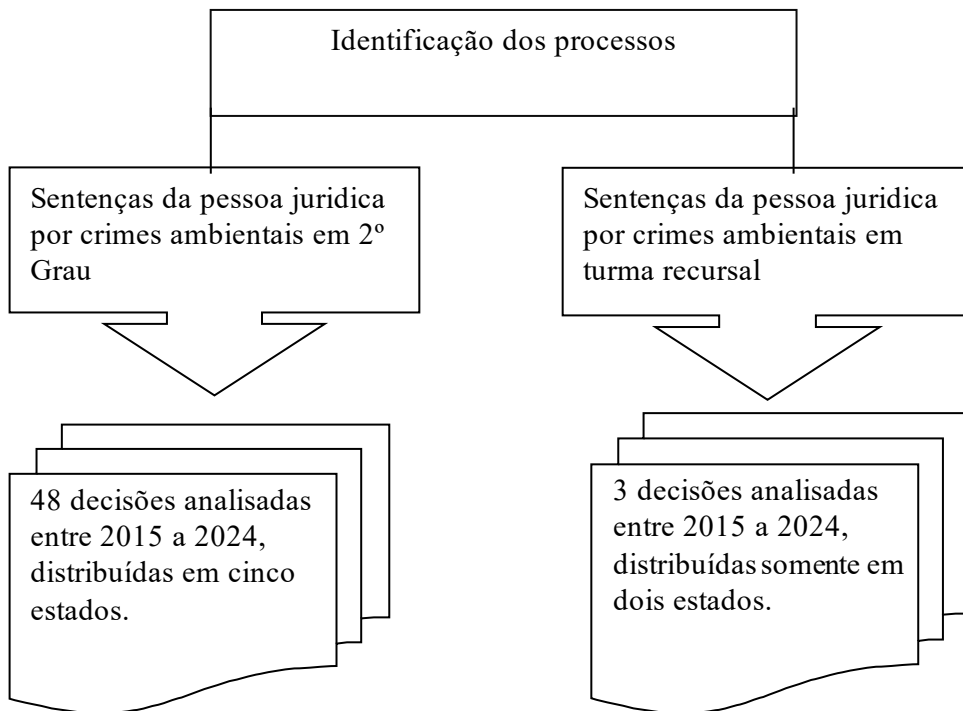 Identificação dos processos
Sentenças da pessoa juridica
por crimes ambientais em 2º
Grau
Sentenças da pessoa juridica
por crimes ambientais em
turma recursal
48 decisões analisadas
entre 2015 a 2024,
distribuídas em cinco
estados.
3 decisões analisadas
entre 2015 a 2024,
distribuídas somente em
dois estados.